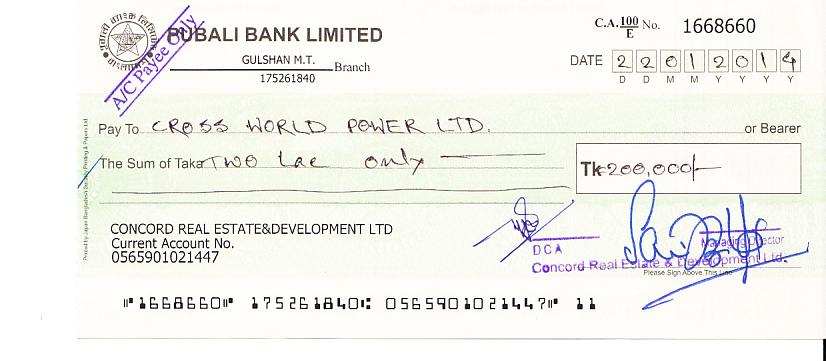 PUBALI BANK LIMITED
A/C Payee Only
GULSHAN M.T. Branch
175261840
C.A. 100/E No. 1668660
DATE 22012014
D D M M Y Y Y Y
Pay To CROSS WORLD POWER LTD. or Bearer
The Sum of Taka TWO Lac only
Tk 200,000/-
CONCORD REAL ESTATE&DEVELOPMENT LTD
Current Account No.
0565901021447
DCA
Managing Director
Concord Real Estate & Development Ltd.
Please Sign Above This Line
⑈1668660⑈ 175261840⑆ 0565901021447⑈ 11